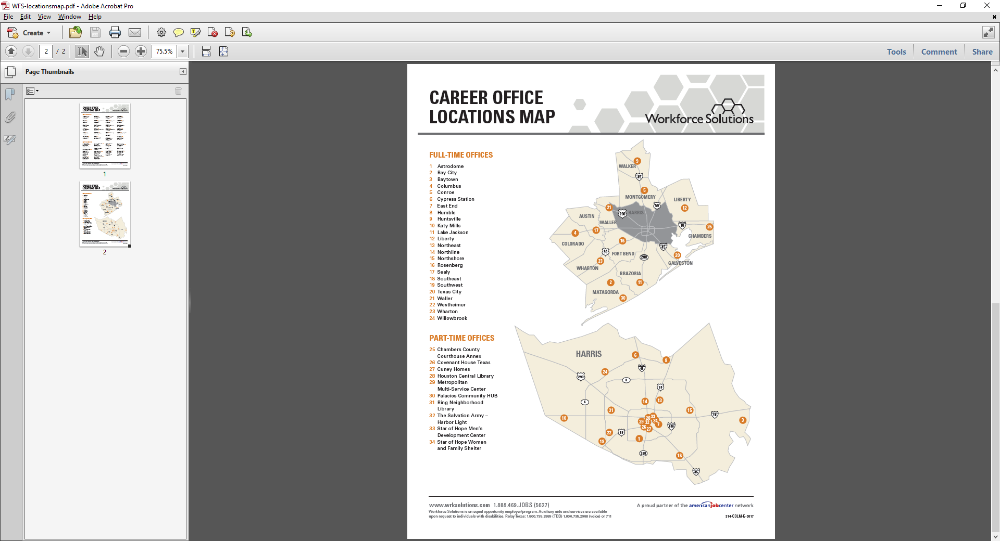 WFS-locationsmap.pdf - Adobe Acrobat Pro
File Edit View Window Help
Create
2 / 2
75.5%
Tools
Comment
Share
Page Thumbnails
CAREER OFFICE
LOCATIONS MAP
1
CAREER OFFICE
LOCATIONS MAP
2
CAREER OFFICE
LOCATIONS MAP
Workforce Solutions
FULL-TIME OFFICES
1 Astrodome
2 Bay City
3 Baytown
4 Columbus
5 Conroe
6 Cypress Station
7 East End
8 Humble
9 Huntsville
10 Katy Mills
11 Lake Jackson
12 Liberty
13 Northeast
14 Northline
15 Northshore
16 Rosenberg
17 Sealy
18 Southeast
19 Southwest
20 Texas City
21 Waller
22 Westheimer
23 Wharton
24 Willowbrook
PART-TIME OFFICES
25 Chambers County
Courthouse Annex
26 Covenant House Texas
27 Cuney Homes
28 Houston Central Library
29 Metropolitan
Multi-Service Center
30 Palacios Community HUB
31 Ring Neighborhood
Library
32 The Salvation Army –
Harbor Light
33 Star of Hope Men's
Development Center
34 Star of Hope Women
and Family Shelter
9
WALKER
45
5
MONTGOMERY
LIBERTY
59
12
21
290
HARRIS
AUSTIN
WALLER
10
25
17
4
CHAMBERS
16
COLORADO
45
59
FORT BEND
288
20
23
GALVESTON
WHARTON
BRAZORIA
2
11
MATAGORDA
30
HARRIS
6
8
45
24
290
8
59
6
14
13
31
15
10
10
28
33
3
29
32
34
7
610
26
27
22
59
1
19
288
18
45
www.wrksolutions.com 1.888.469.JOBS (5627)
Workforce Solutions is an equal opportunity employer/program. Auxiliary aids and services are available
upon request to individuals with disabilities. Relay Texas: 1.800.735.2989 (TDD) 1.800.735.2988 (voice) or 711
A proud partner of the americanjobcenter network
314-COLM-E-0817